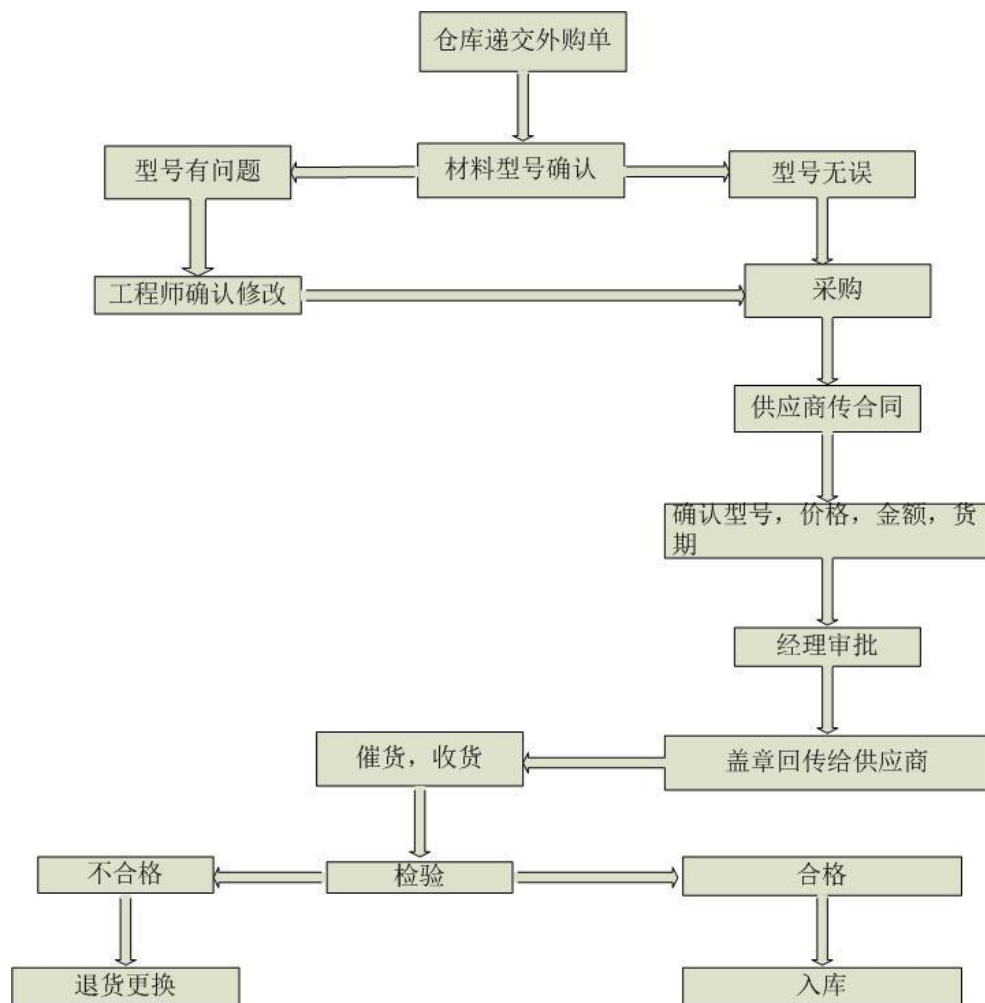 仓库递交外购单
型号有问题
材料型号确认
型号无误
工程师确认修改
采购
供应商传合同
确认型号，价格，金额，货
期
经理审批
催货，收货
盖章回传给供应商
不合格
检验
合格
退货更换
入库